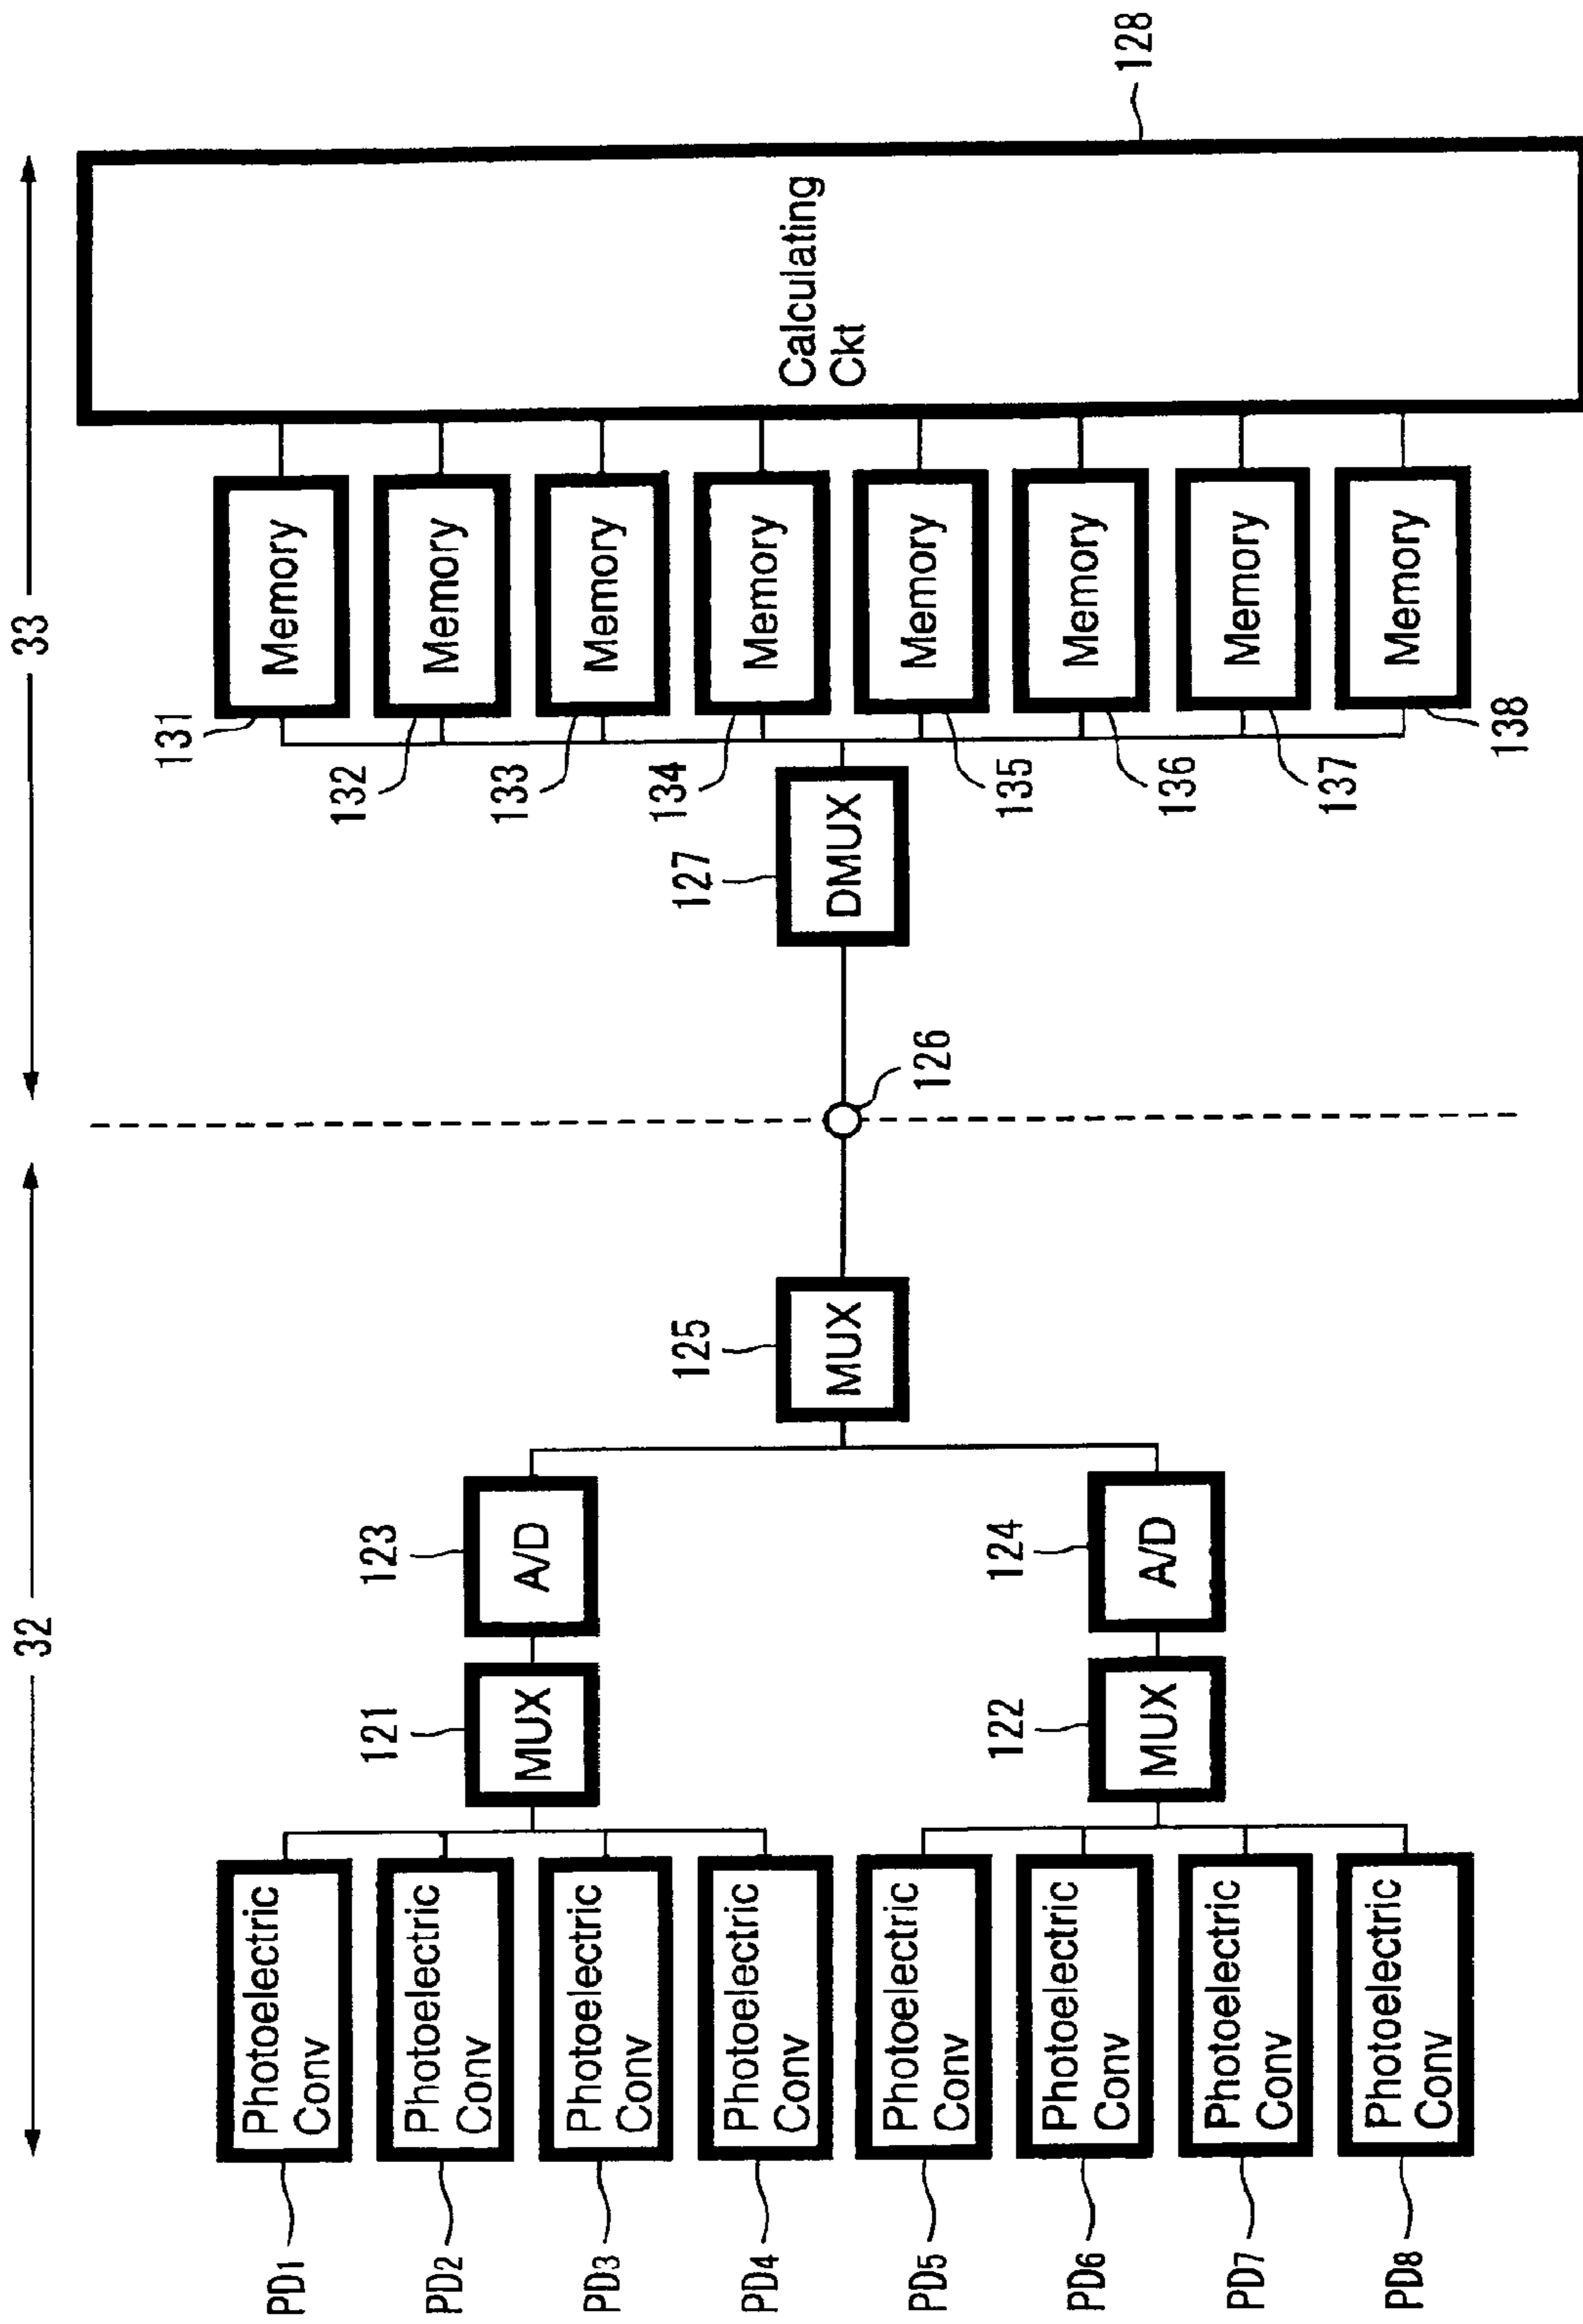 32
33
PD1
Photoelectric
Conv
PD2
Photoelectric
Conv
PD3
Photoelectric
Conv
PD4
Photoelectric
Conv
PD5
Photoelectric
Conv
PD6
Photoelectric
Conv
PD7
Photoelectric
Conv
PD8
Photoelectric
Conv
121
MUX
122
MUX
123
A/D
124
A/D
125
MUX
126
127
DMUX
131
Memory
132
Memory
133
Memory
134
Memory
135
Memory
136
Memory
137
Memory
138
Memory
Calculating
Ckt
128